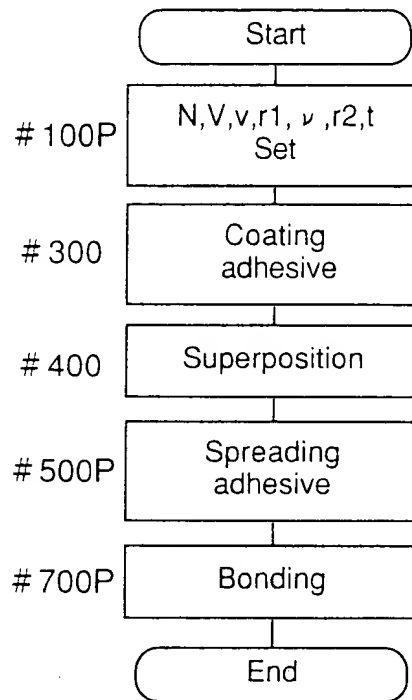 Start
# 100P
N,V,v,r1, ν ,r2,t
Set
# 300
Coating
adhesive
# 400
Superposition
# 500P
Spreading
adhesive
# 700P
Bonding
End